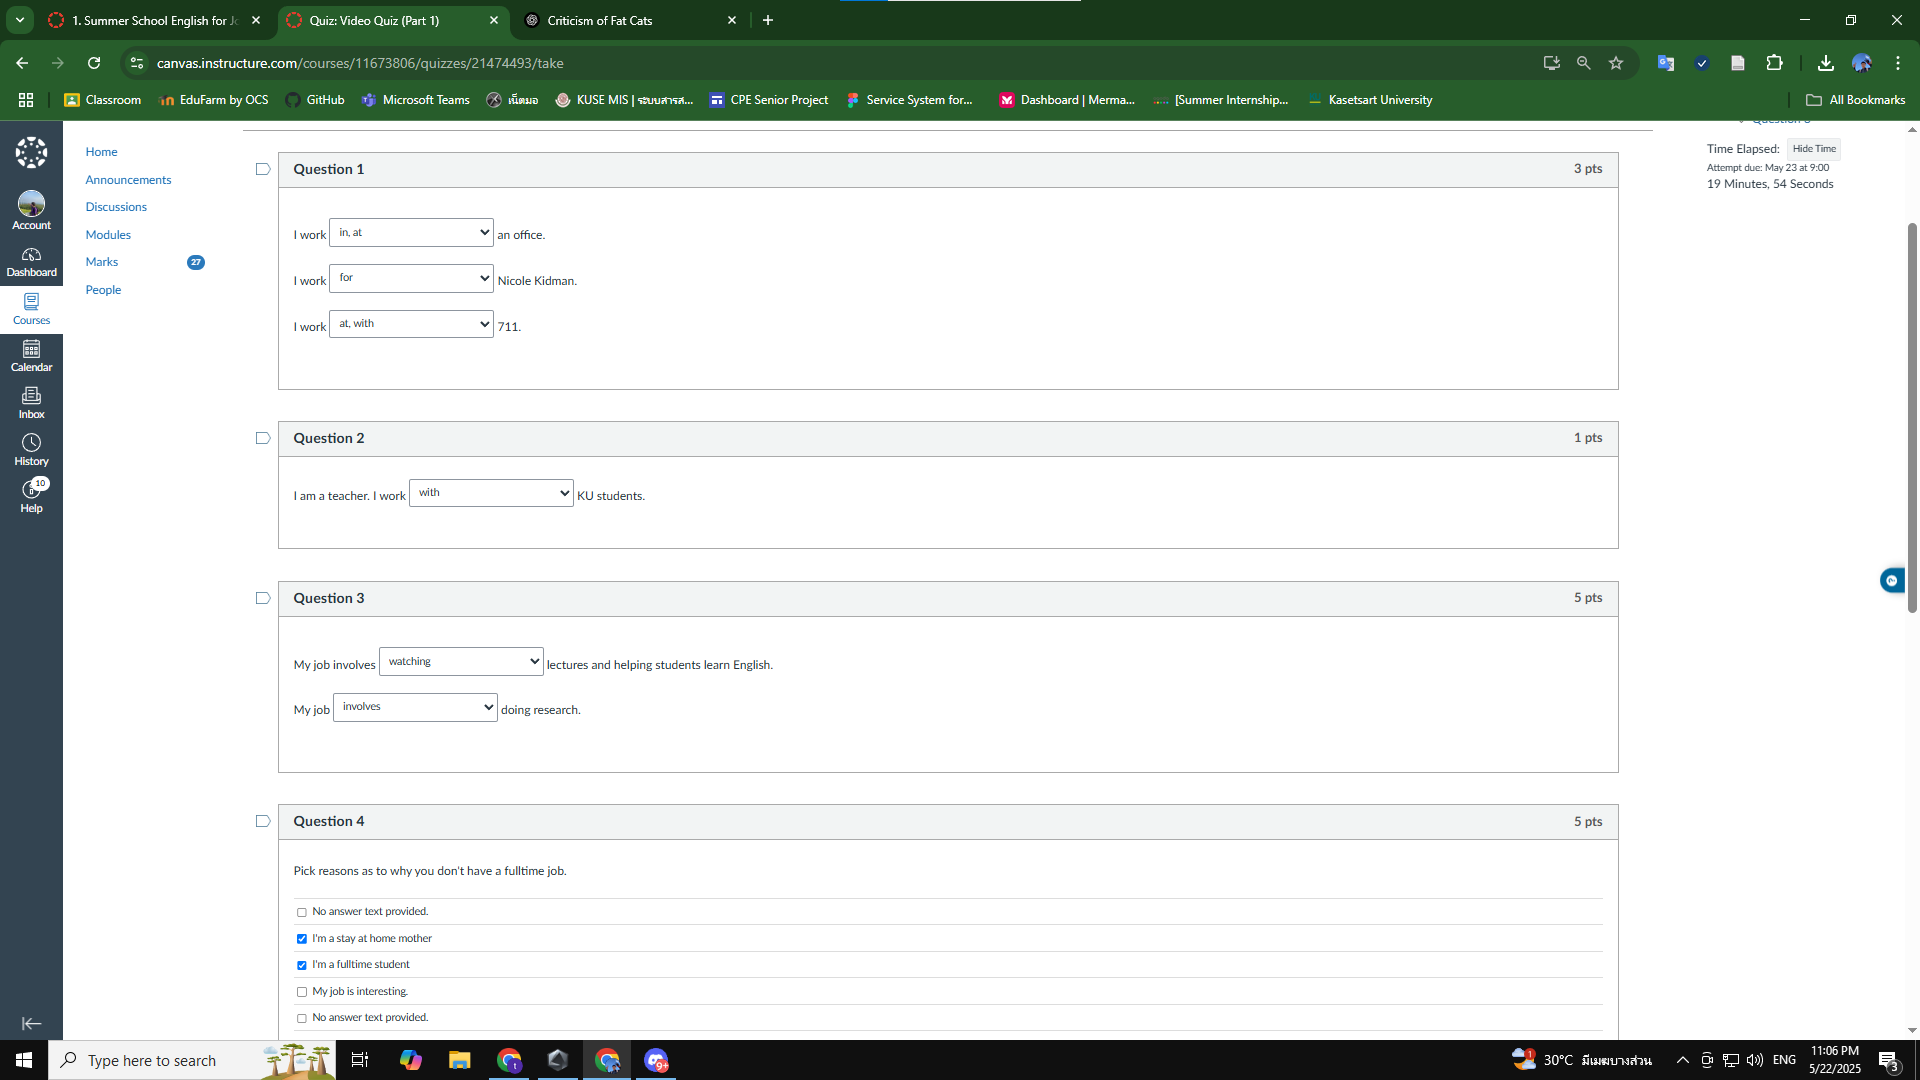 1. Summer School English for Jo
Quiz: Video Quiz (Part 1)
Criticism of Fat Cats
canvas.instructure.com/courses/11673806/quizzes/21474493/take
Classroom
EduFarm by OCS
GitHub
Microsoft Teams
เน็ตมอ
KUSE MIS | ระบบสารส...
CPE Senior Project
Service System for...
Dashboard | Merma...
[Summer Internship...
Kasetsart University
All Bookmarks
Account
Dashboard
Courses
Calendar
Inbox
History
10
Help
Home
Announcements
Discussions
Modules
Marks
27
People
Time Elapsed:
Hide Time
Attempt due: May 23 at 9:00
19 Minutes, 54 Seconds
Question 1
3 pts
I work in, at an office.
I work for Nicole Kidman.
I work at, with 711.
Question 2
1 pts
I am a teacher. I work with KU students.
Question 3
5 pts
My job involves watching lectures and helping students learn English.
My job involves doing research.
Question 4
5 pts
Pick reasons as to why you don't have a fulltime job.
No answer text provided.
I'm a stay at home mother
I'm a fulltime student
My job is interesting.
No answer text provided.
Type here to search
9+
1
30°C มีเมฆบางส่วน
ENG
11:06 PM
5/22/2025
3